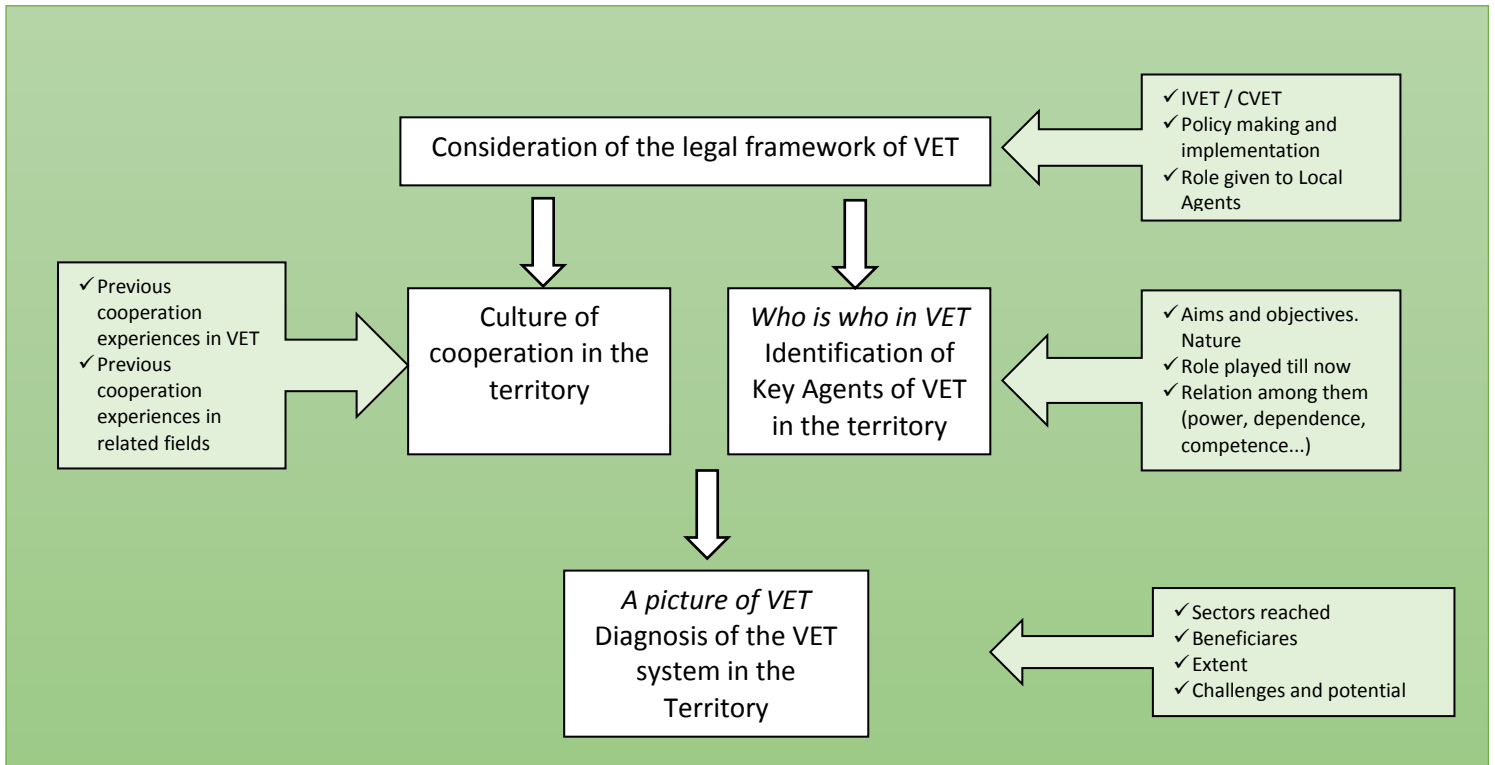 Consideration of the legal framework of VET
✓IVET / CVET
✓Policy making and
implementation
✓Role given to Local
Agents
✓Previous
cooperation
experiences in VET
✓Previous
cooperation
experiences in
related fields
Culture of
cooperation in the
territory
Who is who in VET
Identification of
Key Agents of VET
in the territory
✓Aims and objectives.
Nature
✓Role played till now
✓Relation among them
(power, dependence,
competence...)
A picture of VET
Diagnosis of the VET
system in the
Territory
✓Sectors reached
✓Beneficiares
✓Extent
✓Challenges and potential